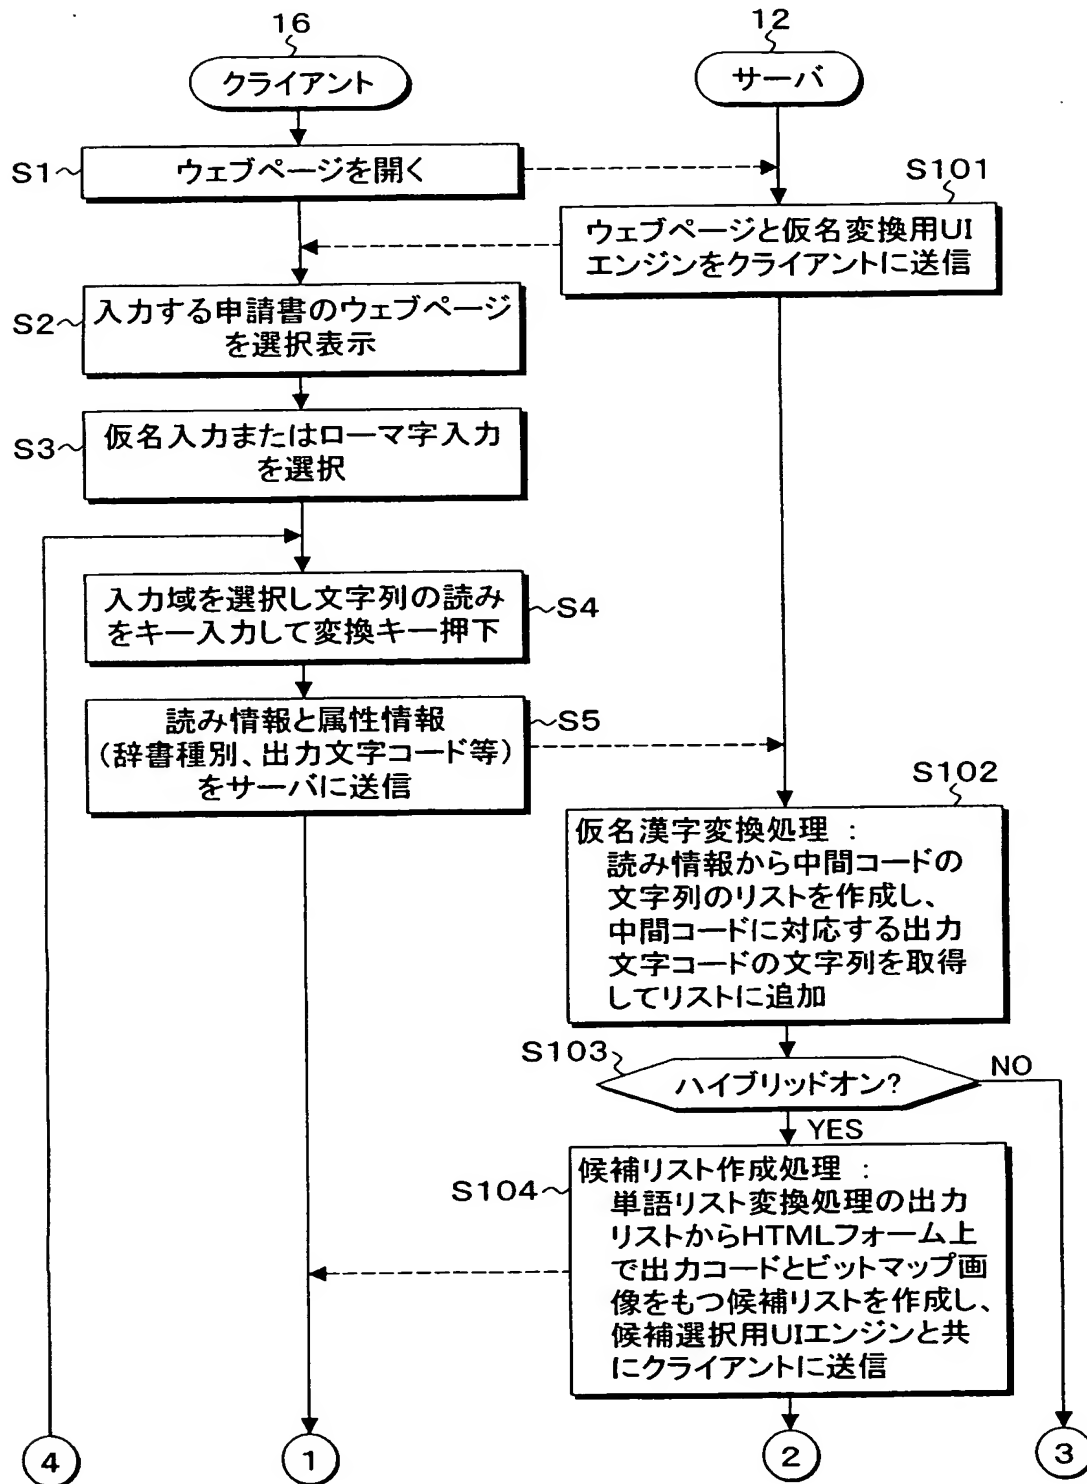 16
クライアント
12
サーバ
S1
ウェブページを開く
S101
ウェブページと仮名変換用UI
エンジンをクライアントに送信
S2
入力する申請書のウェブページ
を選択表示
S3
仮名入力またはローマ字入力
を選択
入力域を選択し文字列の読み
をキー入力して変換キー押下
S4
読み情報と属性情報
(辞書種別、出力文字コード等)
をサーバに送信
S5
S102
仮名漢字変換処理 :
読み情報から中間コードの
文字列のリストを作成し、
中間コードに対応する出力
文字コードの文字列を取得
してリストに追加
S103
ハイブリッドオン?
NO
YES
S104
候補リスト作成処理 :
単語リスト変換処理の出力
リストからHTMLフォーム上
で出力コードとビットマップ画
像をもつ候補リストを作成し、
候補選択用UIエンジンと共
にクライアントに送信
4
1
2
3